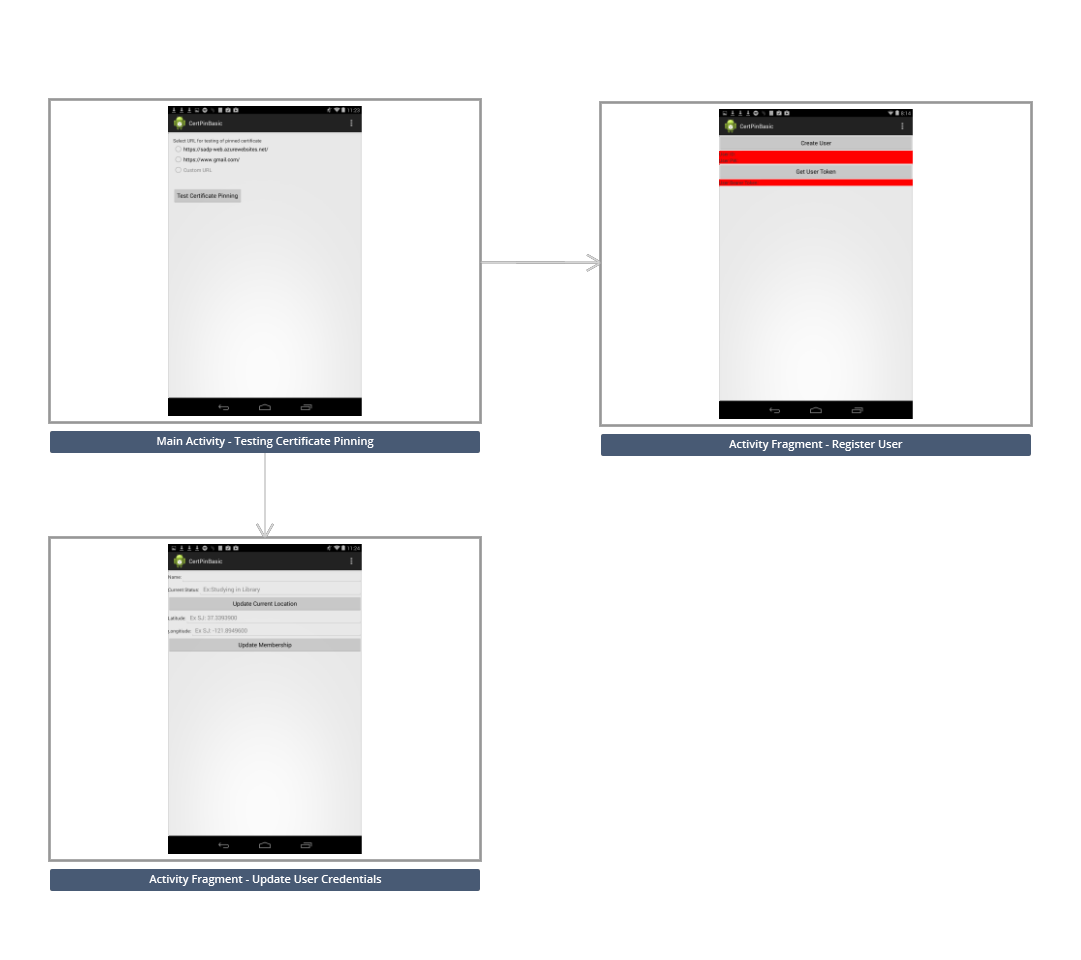 11:23
CertPinBasic
Select URL for testing of pinned certificate
https://sadp-web.azurewebsites.net/
https://www.gmail.com/
Custom URL
Test Certificate Pinning
Main Activity - Testing Certificate Pinning
8:14
CertPinBasic
Create User
Get User Token
Activity Fragment - Register User
11:24
CertPinBasic
Name:
Current Status: Ex-Studying in Library
Update Current Location
Latitude: Ex SJ: 37.3393900
Longitude: Ex SJ: -121.8949600
Update Membership
Activity Fragment - Update User Credentials